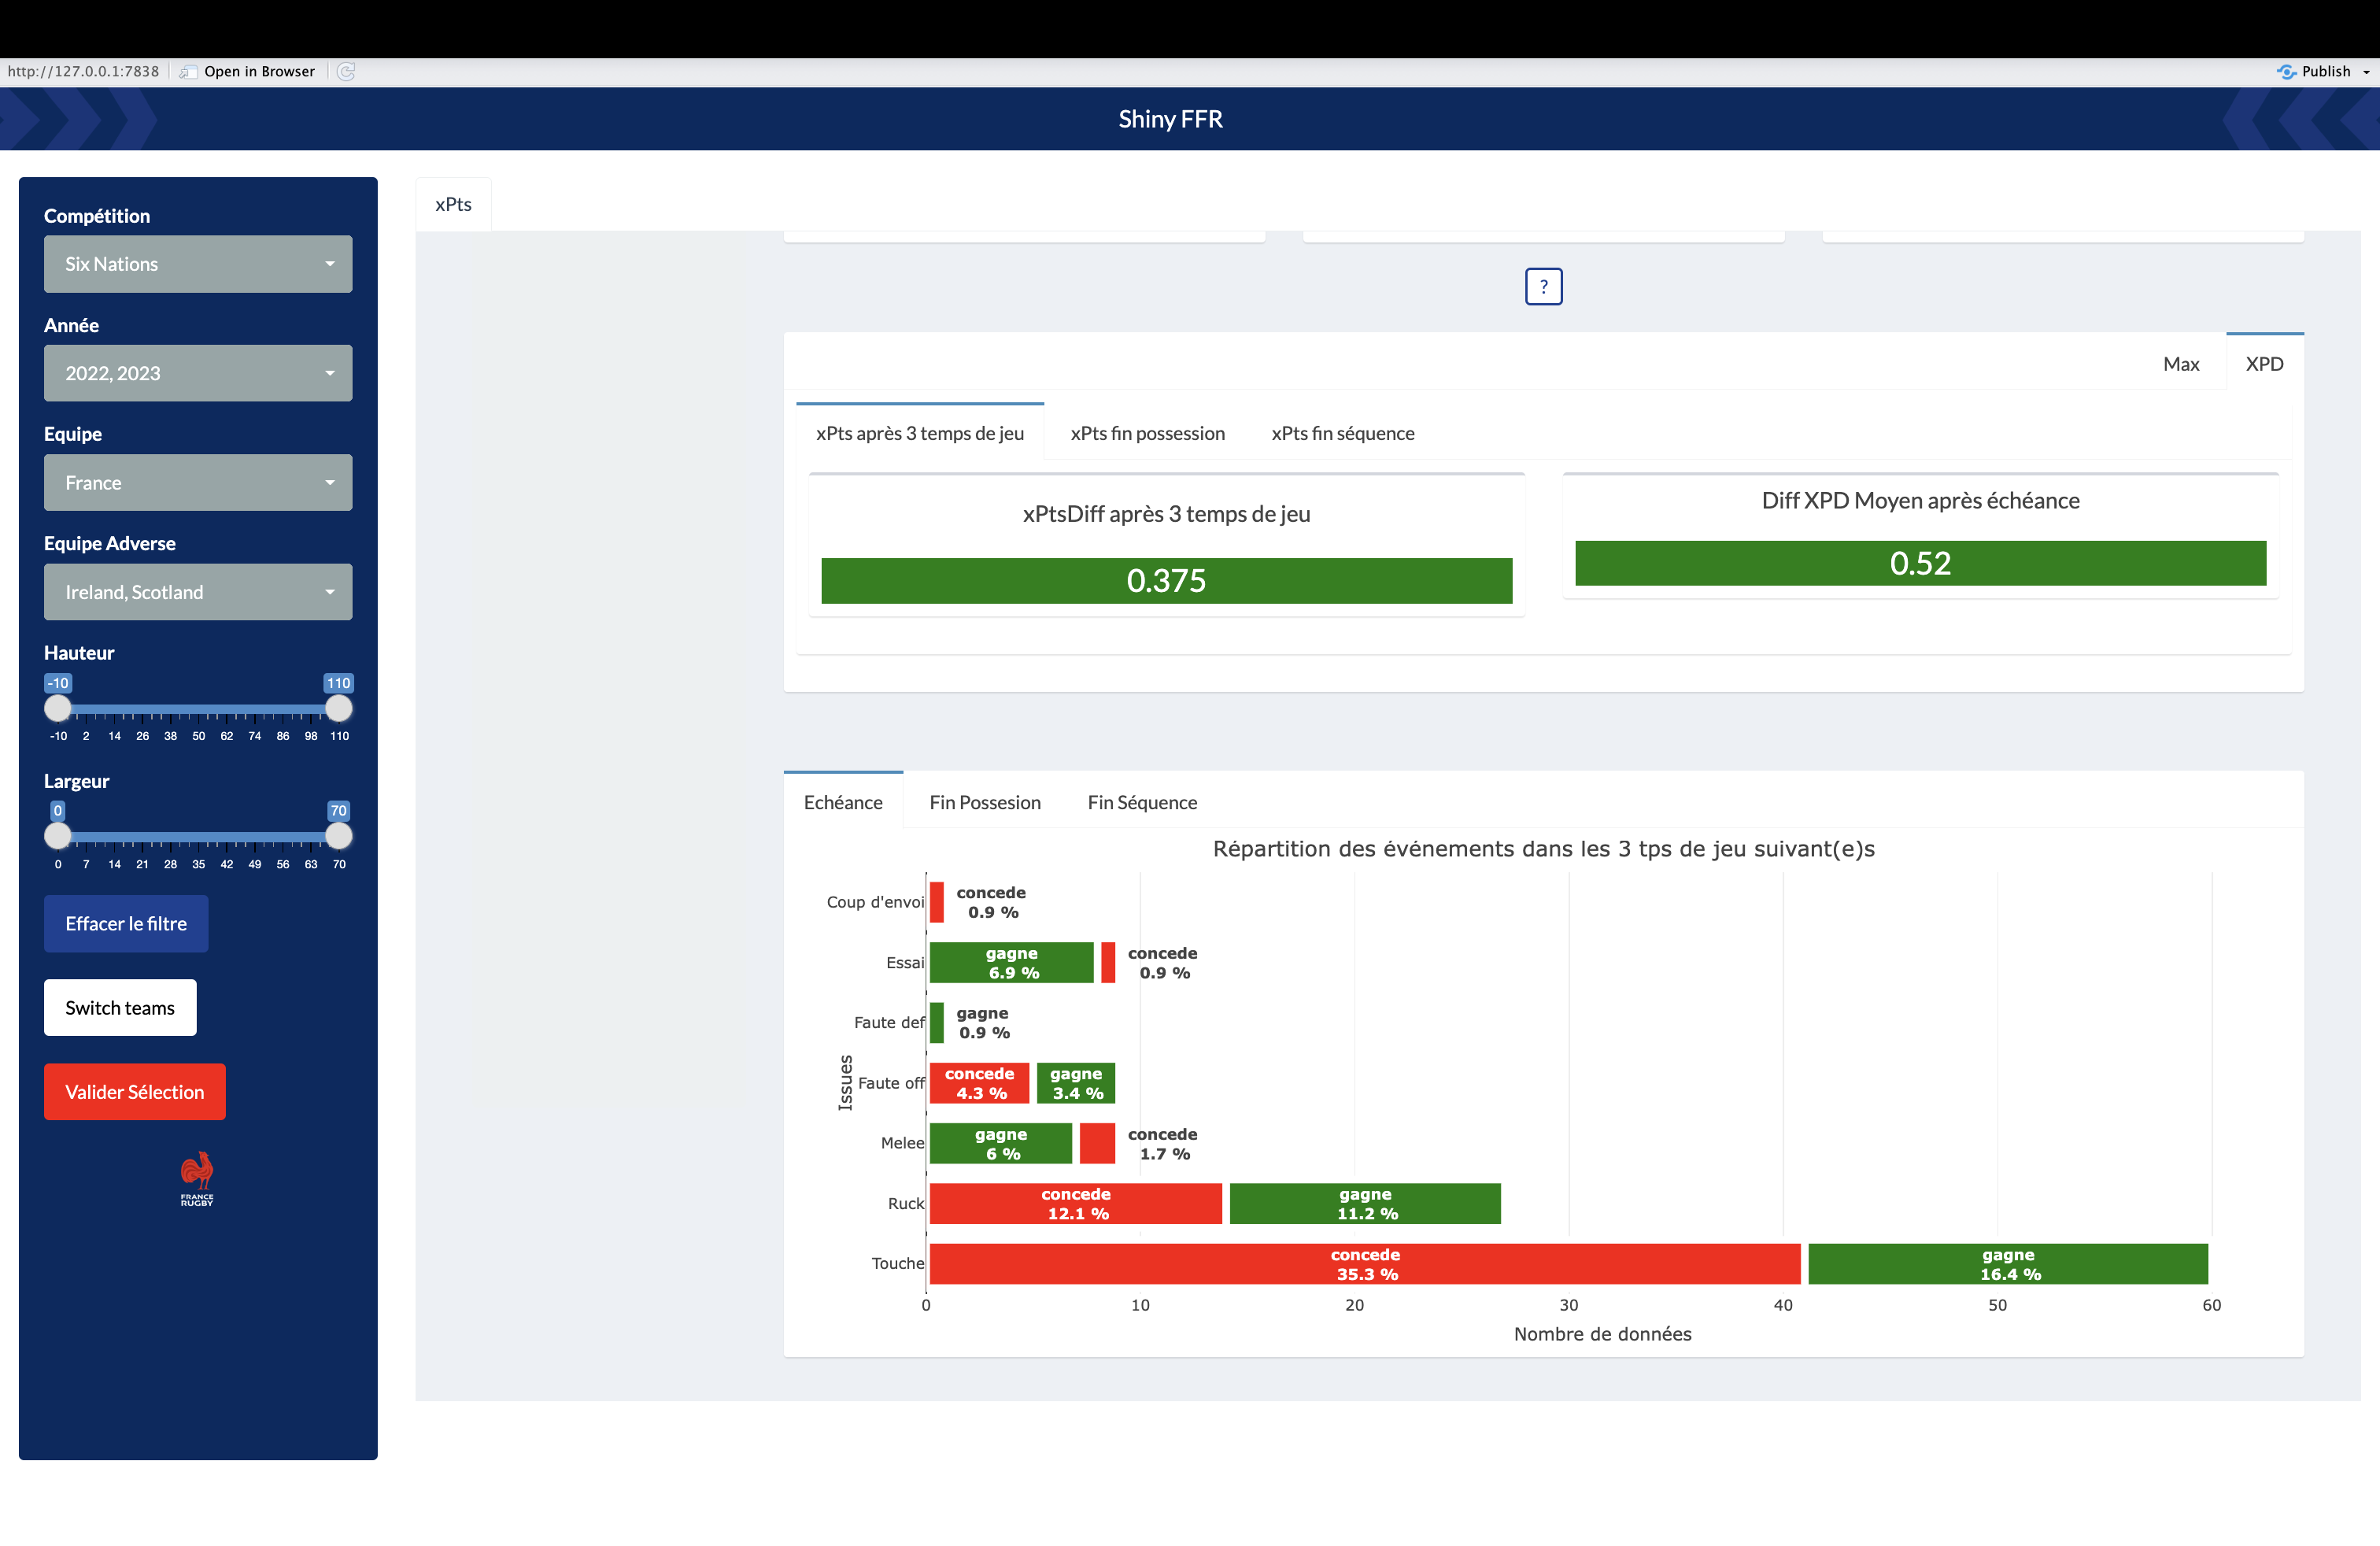 http://127.0.0.1:7838 Open in Browser Publish
Shiny FFR
Compétition
Six Nations
Année
2022, 2023
Equipe
France
Equipe Adverse
Ireland, Scotland
Hauteur
-10 110
-10 2 14 26 38 50 62 74 86 98 110
Largeur
0 70
0 7 14 21 28 35 42 49 56 63 70
Effacer le filtre
Switch teams
Valider Sélection
FRANCE
RUGBY
xPts
?
Max XPD
xPts après 3 temps de jeu xPts fin possession xPts fin séquence
xPtsDiff après 3 temps de jeu
0.375
Diff XPD Moyen après échéance
0.52
Echéance Fin Possesion Fin Séquence
Répartition des événements dans les 3 tps de jeu suivant(e)s
Issues
Coup d'envoi
concede
0.9 %
Essai
gagne
6.9 %
concede
0.9 %
Faute def
gagne
0.9 %
Faute off
concede
4.3 %
gagne
3.4 %
Melee
gagne
6 %
concede
1.7 %
Ruck
concede
12.1 %
gagne
11.2 %
Touche
concede
35.3 %
gagne
16.4 %
0 10 20 30 40 50 60
Nombre de données